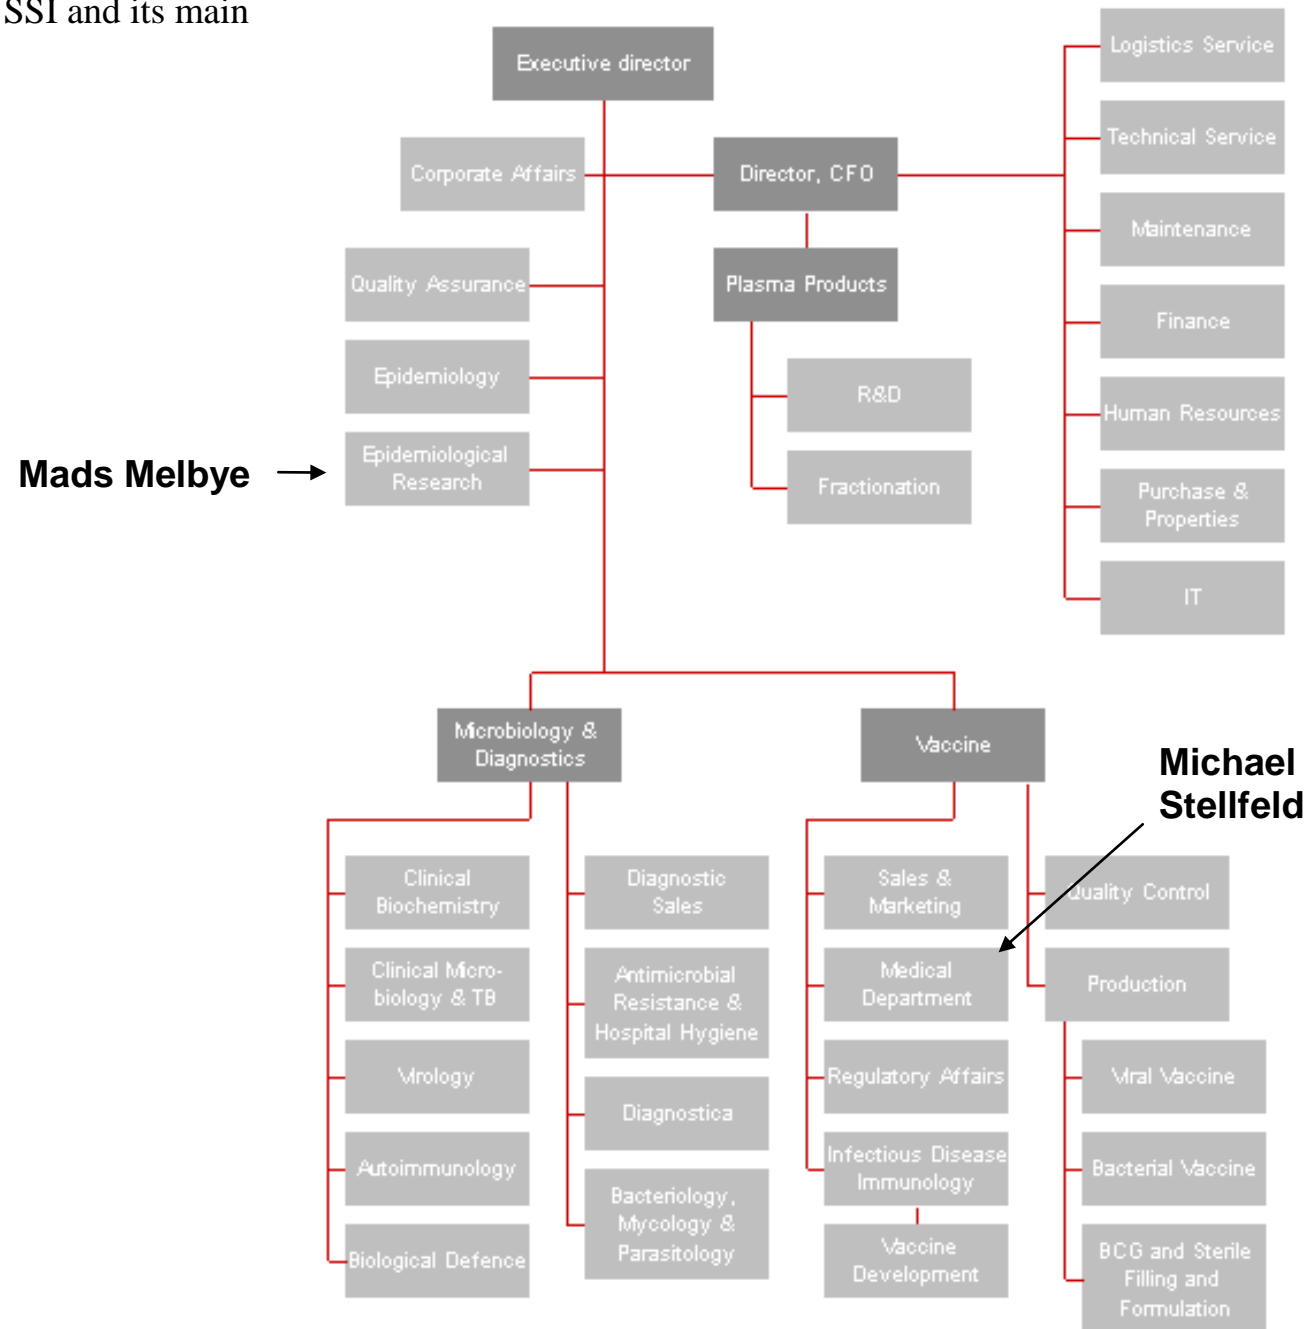 SSI and its main
Executive director
Corporate Affairs
Director, CFO
Quality Assurance
Plasma Products
Epidemiology
R&D
Epidemiological
Research
Fractionation
Mads Melbye
Logistics Service
Technical Service
Maintenance
Finance
Human Resources
Purchase &
Properties
IT
Microbiology &
Diagnostics
Vaccine
Michael
Stellfeld
Clinical
Biochemistry
Clinical Micro-
biology & TB
Virology
Autoimmunology
Biological Defence
Diagnostic
Sales
Antimicrobial
Resistance &
Hospital Hygiene
Diagnostica
Bacteriology,
Mycology &
Parasitology
Sales &
Marketing
Medical
Department
Regulatory Affairs
Infectious Disease
Immunology
Vaccine
Development
Quality Control
Production
Viral Vaccine
Bacterial Vaccine
BCG and Sterile
Filling and
Formulation